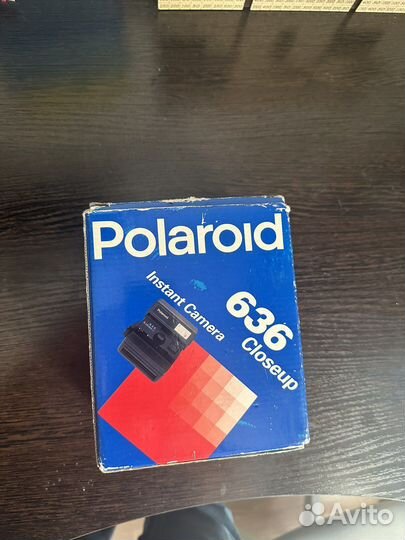 Polaroid
Instant Camera
636
Closeup
Avito